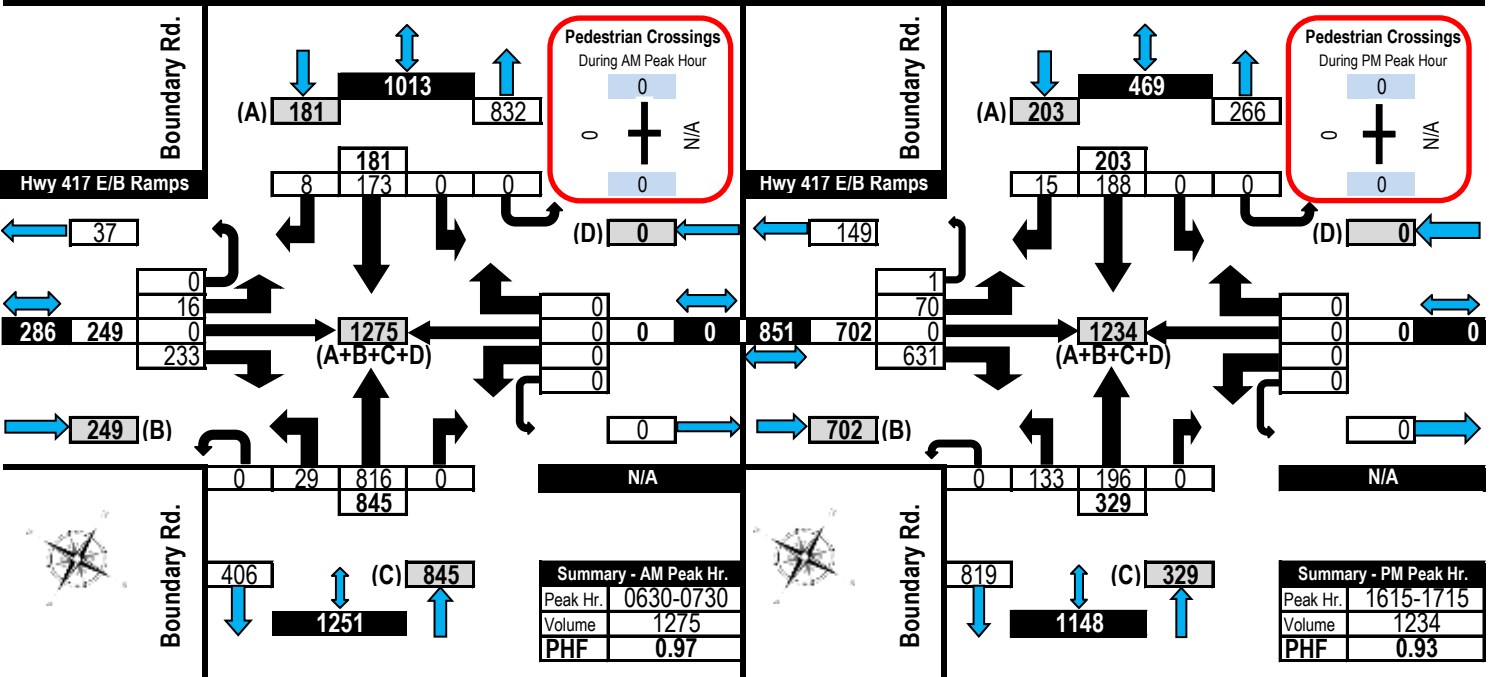 Boundary Rd.
Hwy 417 E/B Ramps
1013
(A) 181
832
Pedestrian Crossings
During AM Peak Hour
0
0
N/A
0
181
8 173 0 0
37
(D) 0
0
16
286 249 0
233
1275
(A+B+C+D)
0
0 0 0
0
0
249 (B)
0
0 29 816 0
845
N/A
Boundary Rd.
406
(C) 845
1251
Summary - AM Peak Hr.
Peak Hr. 0630-0730
Volume 1275
PHF 0.97
Boundary Rd.
Hwy 417 E/B Ramps
469
(A) 203
266
Pedestrian Crossings
During PM Peak Hour
0
0
N/A
0
203
15 188 0 0
149
(D) 0
1
70
851 702 0
631
1234
(A+B+C+D)
0
0 0 0
0
0
702 (B)
0
0 133 196 0
329
N/A
Boundary Rd.
819
(C) 329
1148
Summary - PM Peak Hr.
Peak Hr. 1615-1715
Volume 1234
PHF 0.93